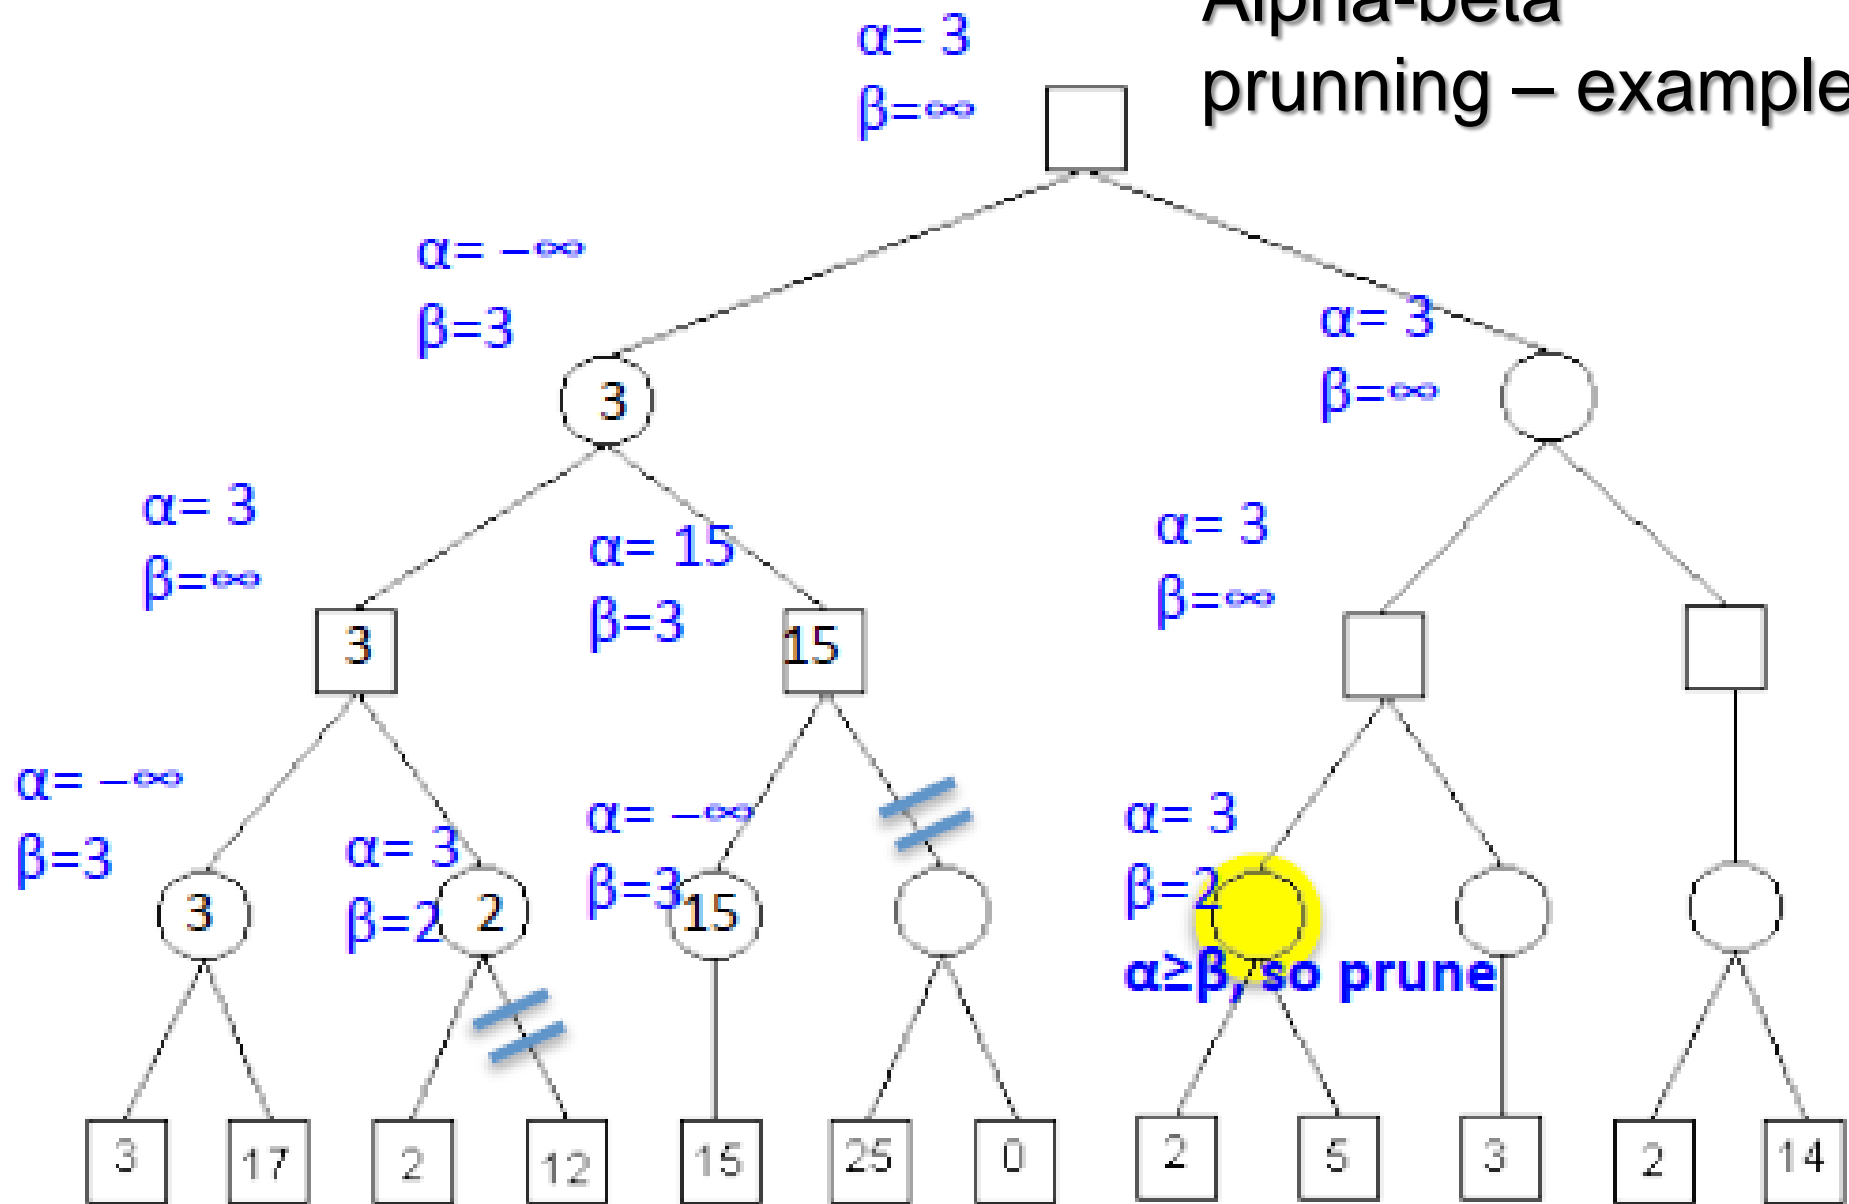 Alpha-beta
prunning – example
α= 3
β=∞
α= −∞
β=3
α= 3
β=∞
3
α= 3
β=∞
α= 15
β=3
α= 3
β=∞
3
15
α= −∞
β=3
α= 3
β=2
α= −∞
β=3
α= 3
β=2
3
2
15
α≥β, so prune
3
17
2
12
15
25
0
2
5
3
2
14